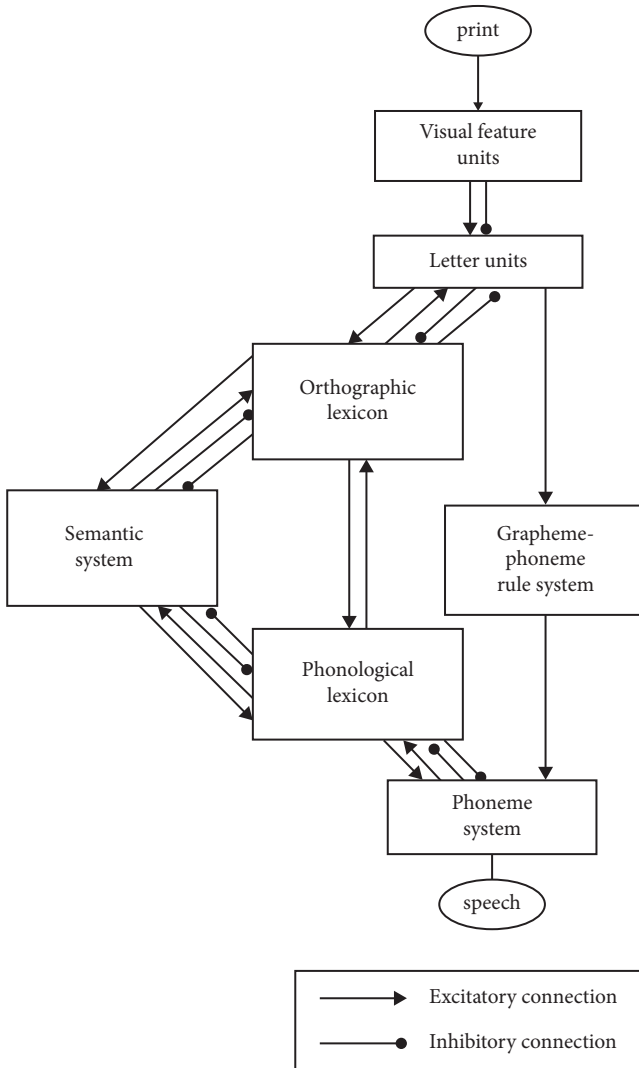 print
Visual feature
units
Letter units
Orthographic
lexicon
Semantic
system
Grapheme-
phoneme
rule system
Phonological
lexicon
Phoneme
system
speech
Excitatory connection
Inhibitory connection